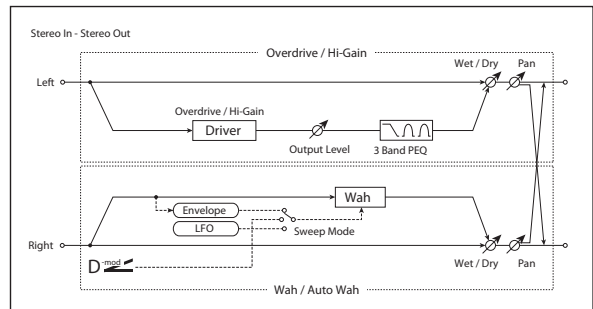 Stereo In - Stereo Out
Overdrive / Hi-Gain
Wet / Dry
Pan
Left
Overdrive / Hi-Gain
Driver
Output Level
3 Band PEQ
Wah
Envelope
LFO
Sweep Mode
Right
D-mod
Wet / Dry
Pan
Wah / Auto Wah